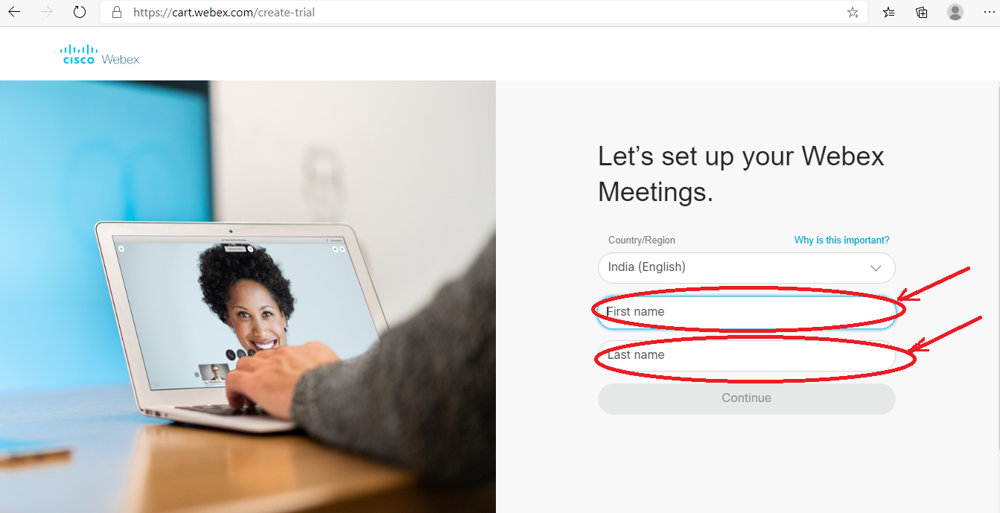 https://cart.webex.com/create-trial
CISCO Webex
Let's set up your Webex
Meetings.
Country/Region
Why is this important?
India (English)
First name
Last name
Continue